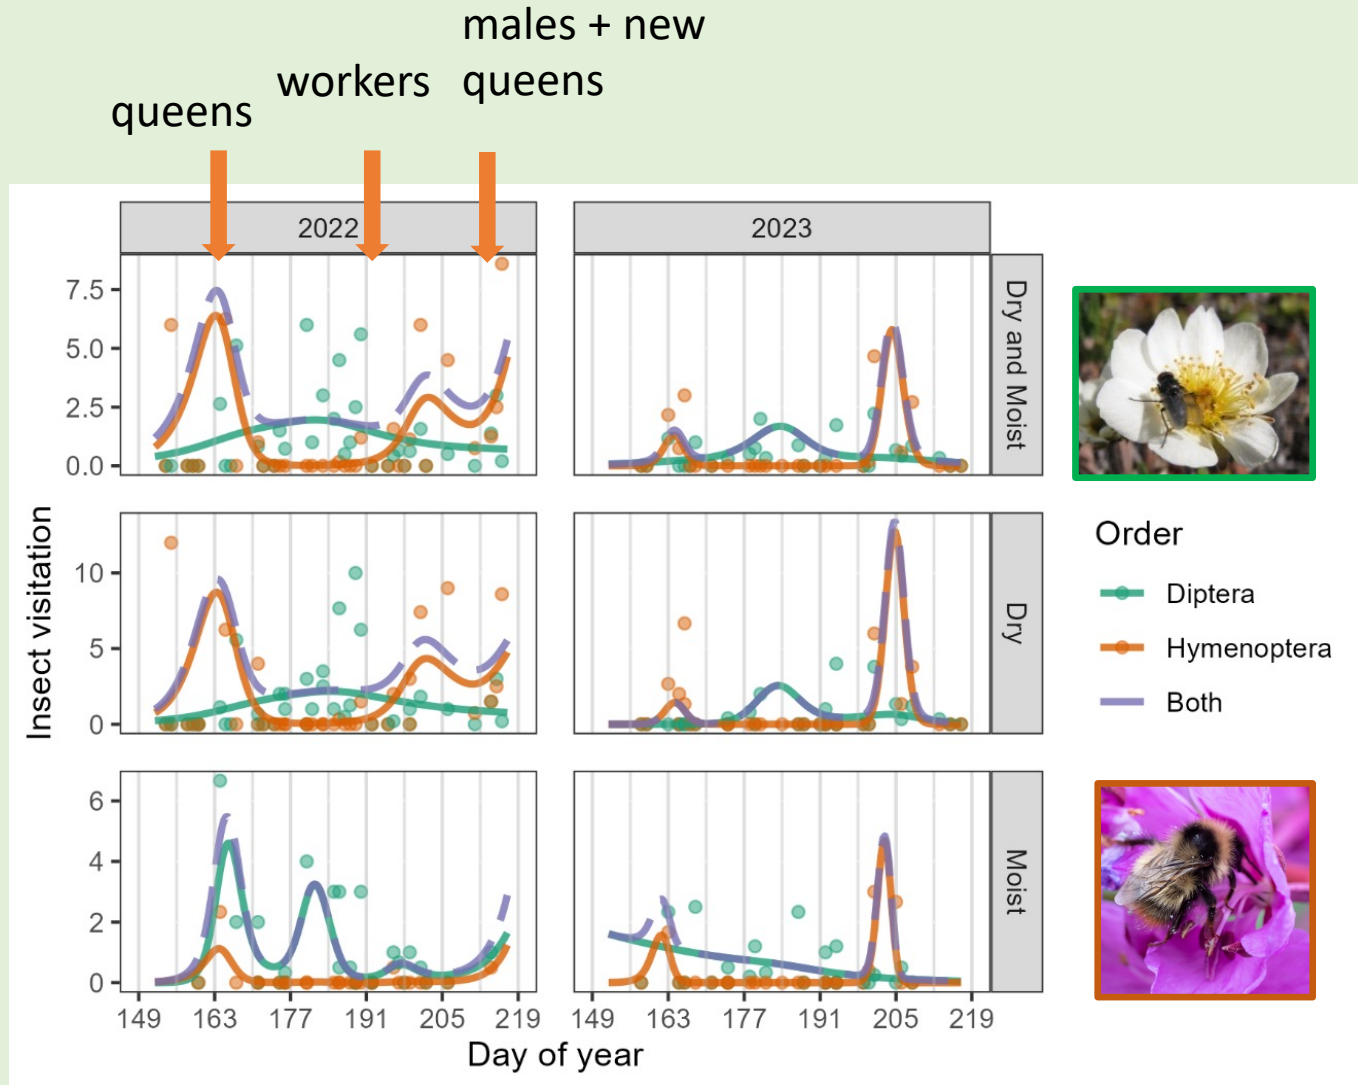 males + new
queens
workers
queens
2022
2023
7.5
5.0
2.5
0.0
Dry and Moist
10
5
0
Dry
6
4
2
0
Moist
Insect visitation
149 163 177 191 205 219
149 163 177 191 205 219
Day of year
Order
Diptera
Hymenoptera
Both